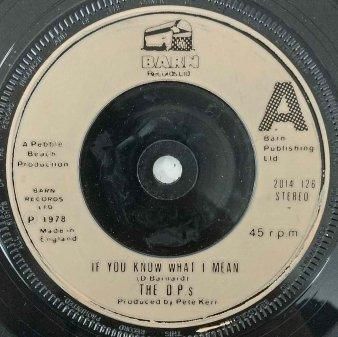 BARN
RECORDS LTD
A
A Pebble
Beach
Production
Barn
Publishing
Ltd
BARN
RECORDS
LTD.
P. 1978
Made in
England
2014 126
STEREO
45 r.p.m
IF YOU KNOW WHAT I MEAN
(D Barnard)
THE O.P.s
Produced by Pete Kerr